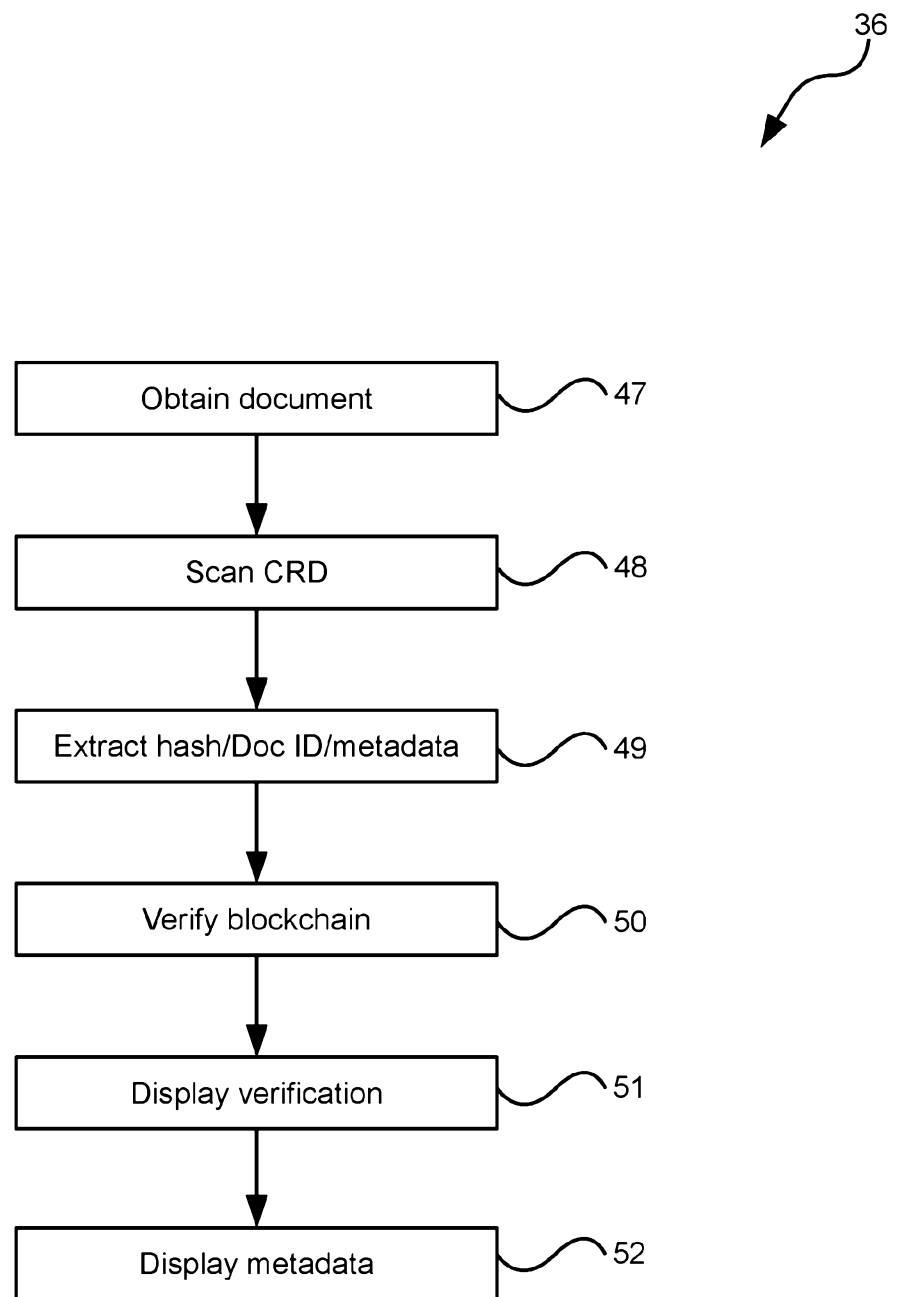 36
Obtain document
47
Scan CRD
48
Extract hash/Doc ID/metadata
49
Verify blockchain
50
Display verification
51
Display metadata
52